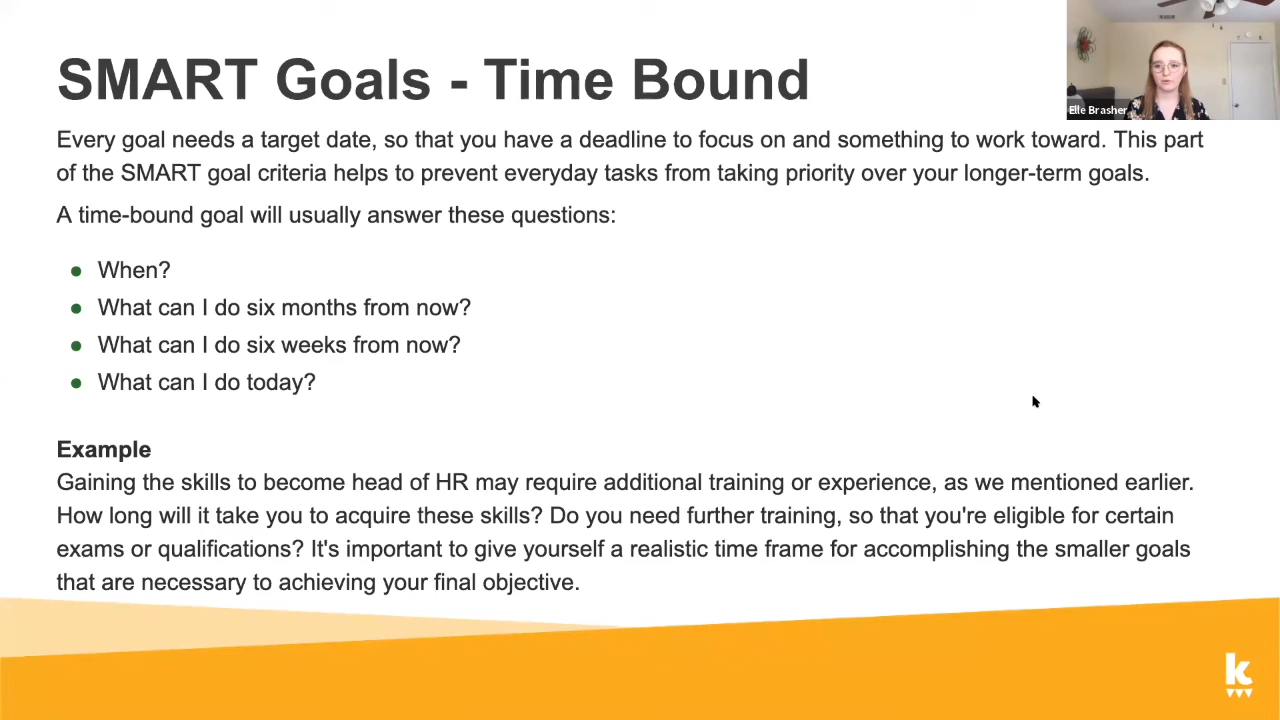 SMART Goals - Time Bound
Elle Brasher
Every goal needs a target date, so that you have a deadline to focus on and something to work toward. This part
of the SMART goal criteria helps to prevent everyday tasks from taking priority over your longer-term goals.
A time-bound goal will usually answer these questions:
● When?
● What can I do six months from now?
● What can I do six weeks from now?
● What can I do today?
Example
Gaining the skills to become head of HR may require additional training or experience, as we mentioned earlier.
How long will it take you to acquire these skills? Do you need further training, so that you're eligible for certain
exams or qualifications? It's important to give yourself a realistic time frame for accomplishing the smaller goals
that are necessary to achieving your final objective.
k